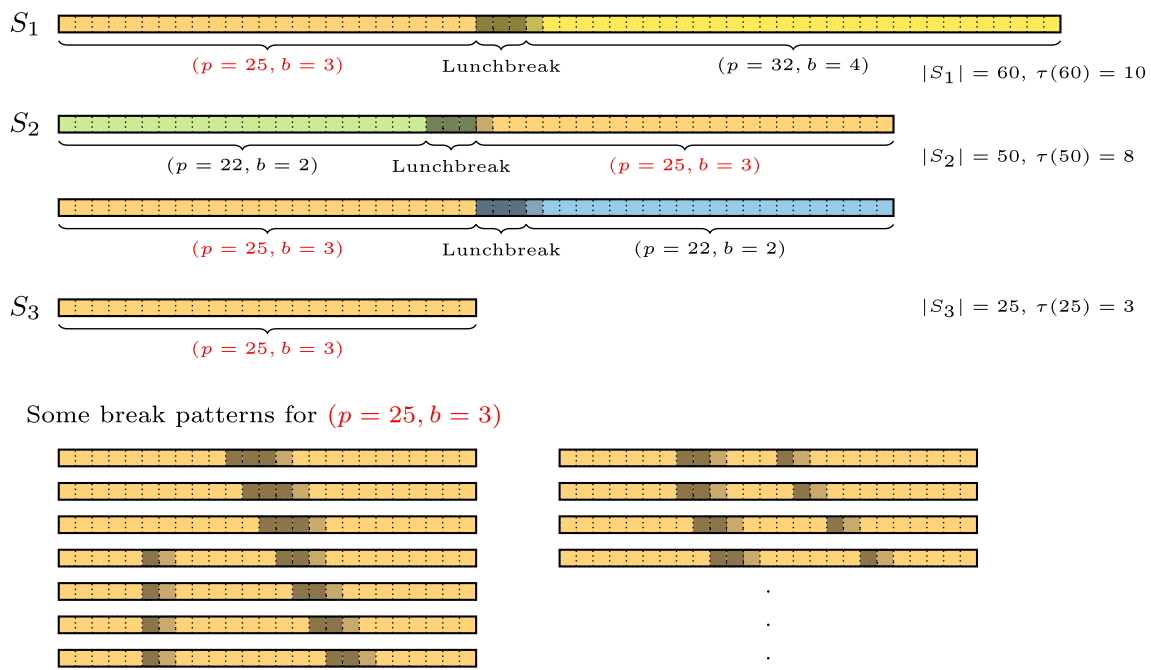 S₁
(p = 25, b = 3) Lunchbreak (p = 32, b = 4) |S₁| = 60, τ(60) = 10
S₂
(p = 22, b = 2) Lunchbreak (p = 25, b = 3) |S₂| = 50, τ(50) = 8
(p = 25, b = 3) Lunchbreak (p = 22, b = 2)
S₃ |S₃| = 25, τ(25) = 3
(p = 25, b = 3)
Some break patterns for (p = 25, b = 3)
.
.